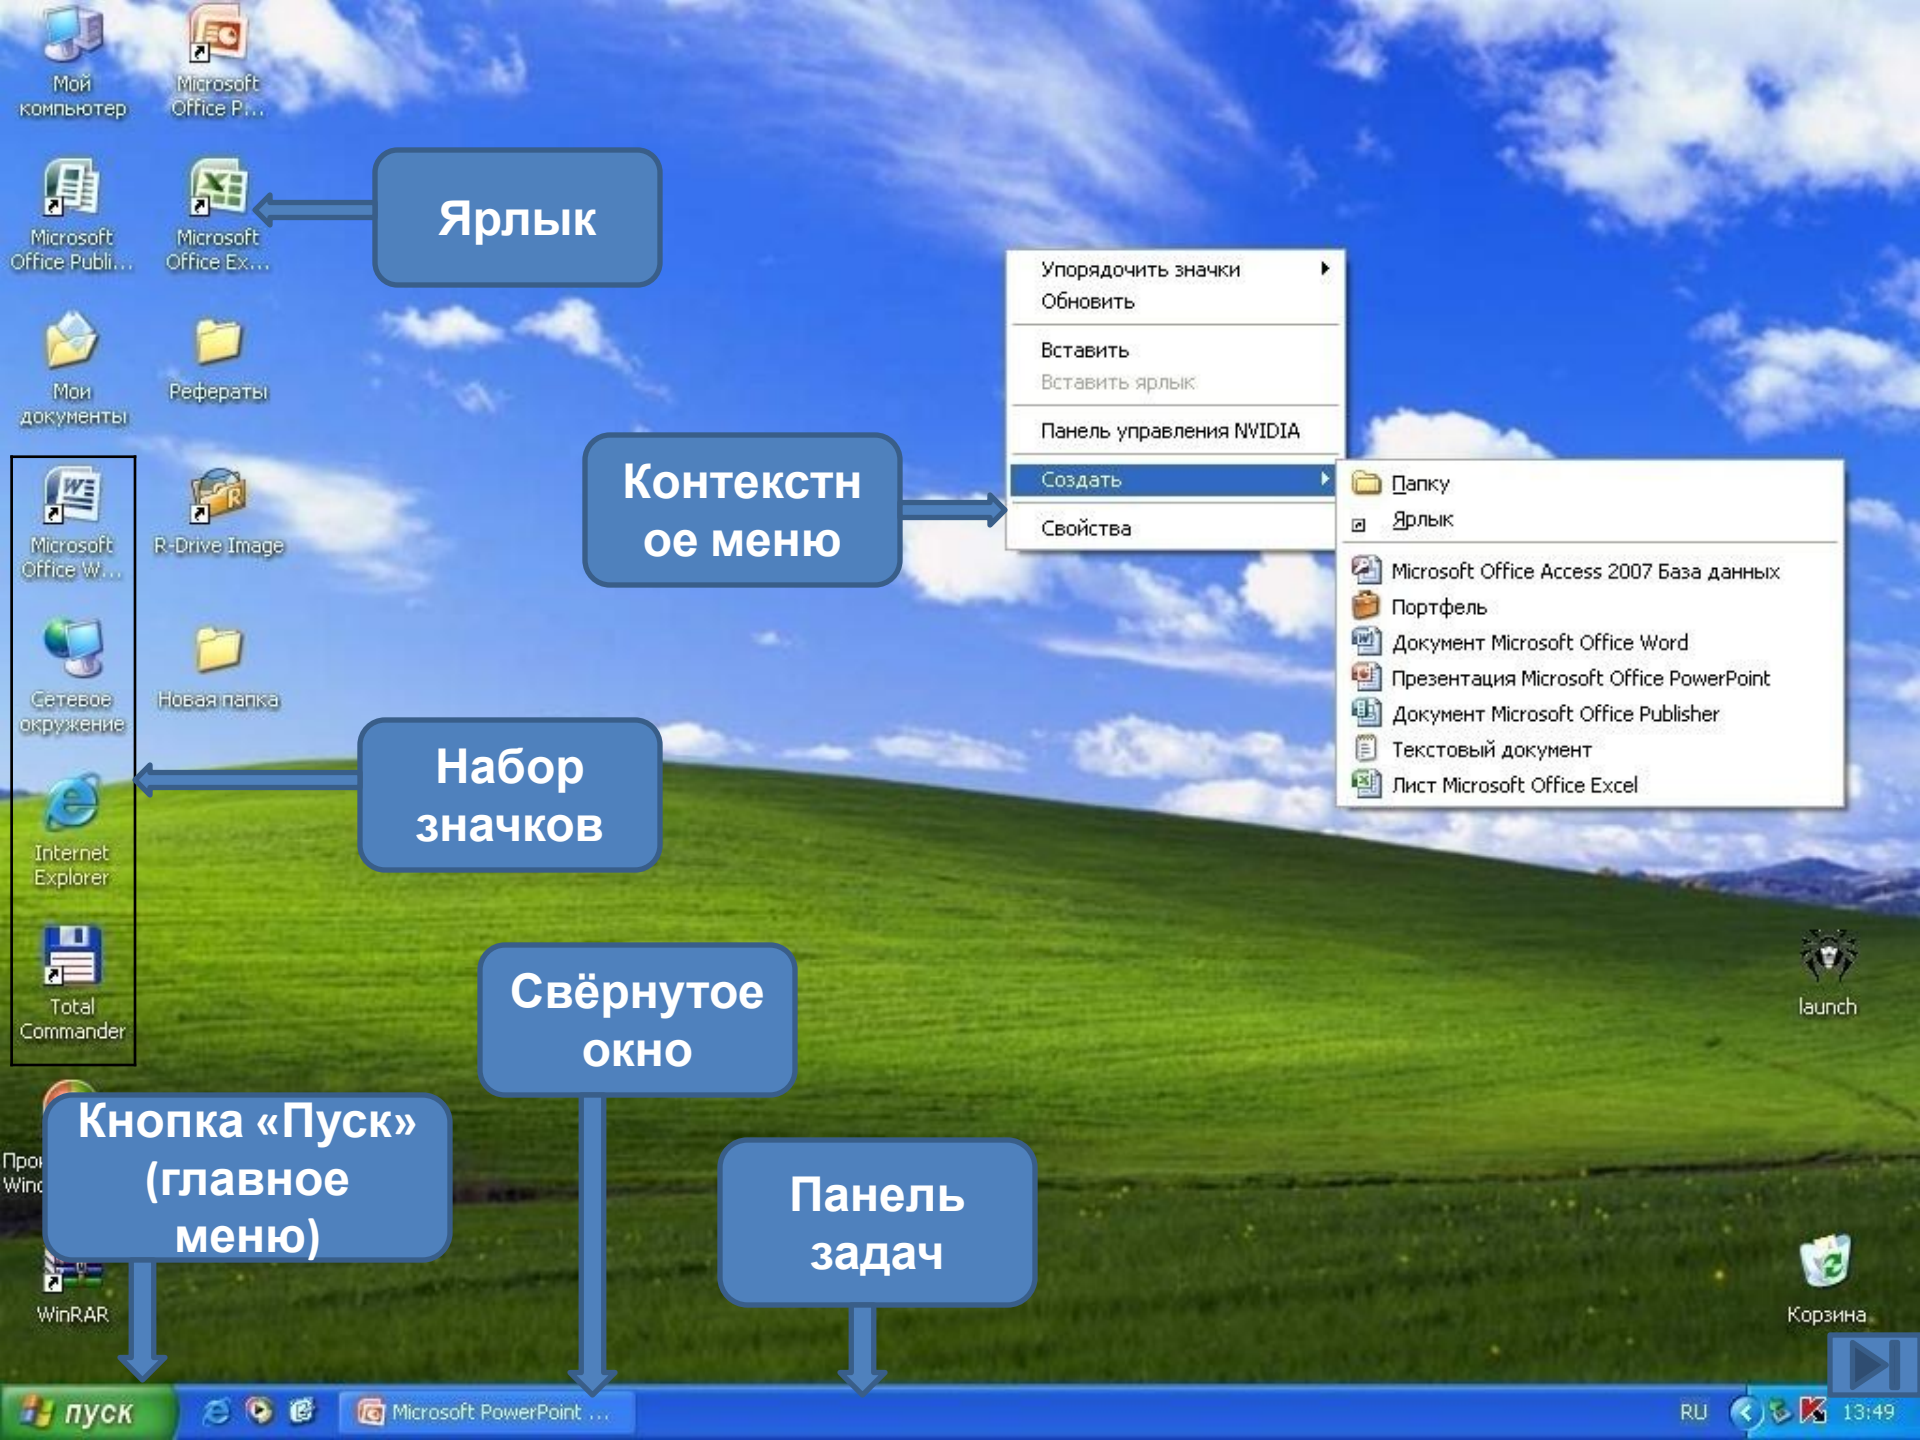 Мой
компьютер
Microsoft
Office P...
Microsoft
Office Publi...
Microsoft
Office Ex...
Ярлык
Мои
документы
Рефераты
Microsoft
Office W...
R-Drive Image
Сетевое
окружение
Новая папка
Internet
Explorer
Total
Commander
Набор
значков
Контекстн
ое меню
Упорядочить значки
Обновить
Вставить
Вставить ярлык
Панель управления NVIDIA
Создать
Свойства
Папку
Ярлык
Microsoft Office Access 2007 База данных
Портфель
Документ Microsoft Office Word
Презентация Microsoft Office PowerPoint
Документ Microsoft Office Publisher
Текстовый документ
Лист Microsoft Office Excel
launch
Свёрнутое
окно
Кнопка «Пуск»
(главное
меню)
WinRAR
Панель
задач
Корзина
пуск
Microsoft PowerPoint ...
RU
13:49